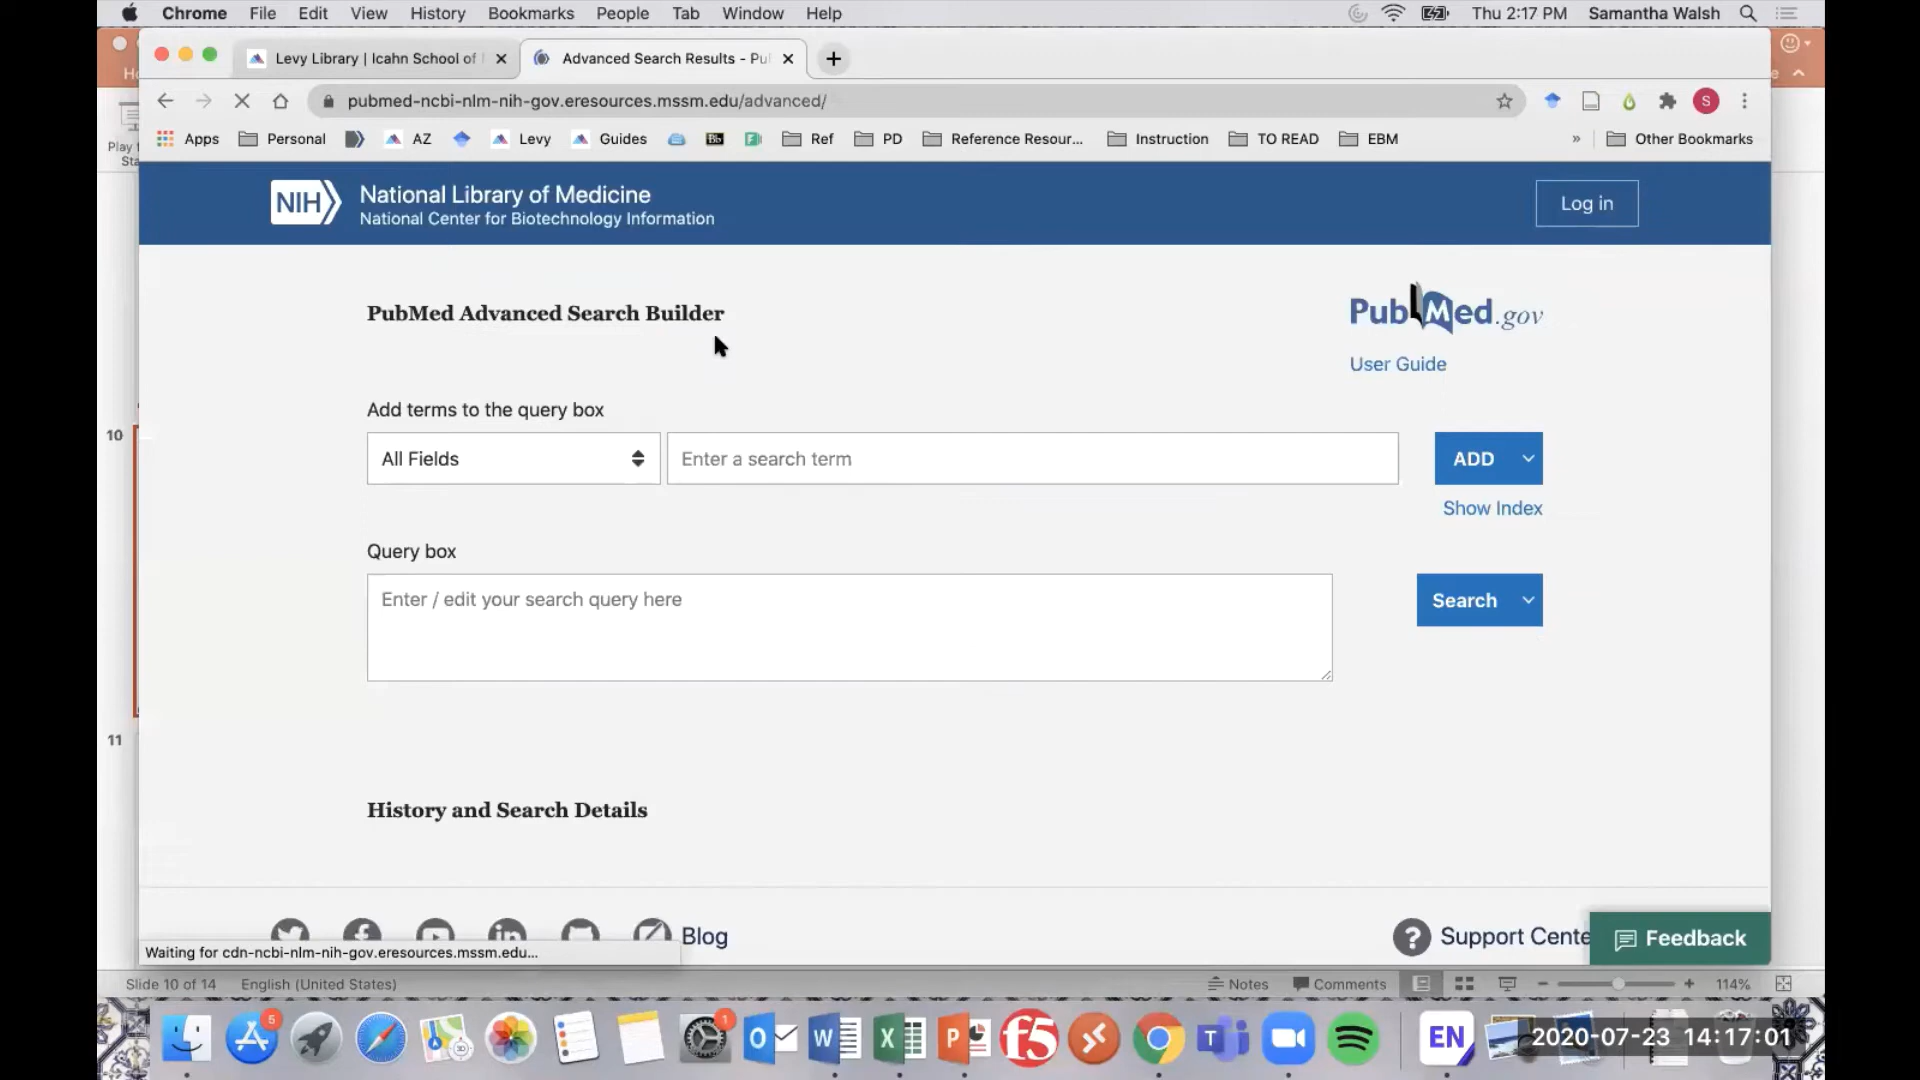 Chrome File Edit View History Bookmarks People Tab Window Help Thu 2:17 PM Samantha Walsh
Levy Library | Icahn School of
Advanced Search Results - Pu
pubmed-ncbi-nlm-nih-gov.eresources.mssm.edu/advanced/
S
Apps Personal AZ Levy Guides Bb Ref PD Reference Resour... Instruction TO READ EBM » Other Bookmarks
Play
NIH
National Library of Medicine
National Center for Biotechnology Information
Log in
PubMed Advanced Search Builder
PubMed.gov
User Guide
Add terms to the query box
All Fields
Enter a search term
ADD
Show Index
10
Query box
Enter / edit your search query here
Search
11
History and Search Details
Blog
Support Cente
Feedback
Waiting for cdn-ncbi-nlm-nih-gov.eresources.mssm.edu...
Slide 10 of 14 English (United States) Notes Comments 114%
5
3D
1
O
W
X
P
f5
T
EN
2020-07-23 14:17:01